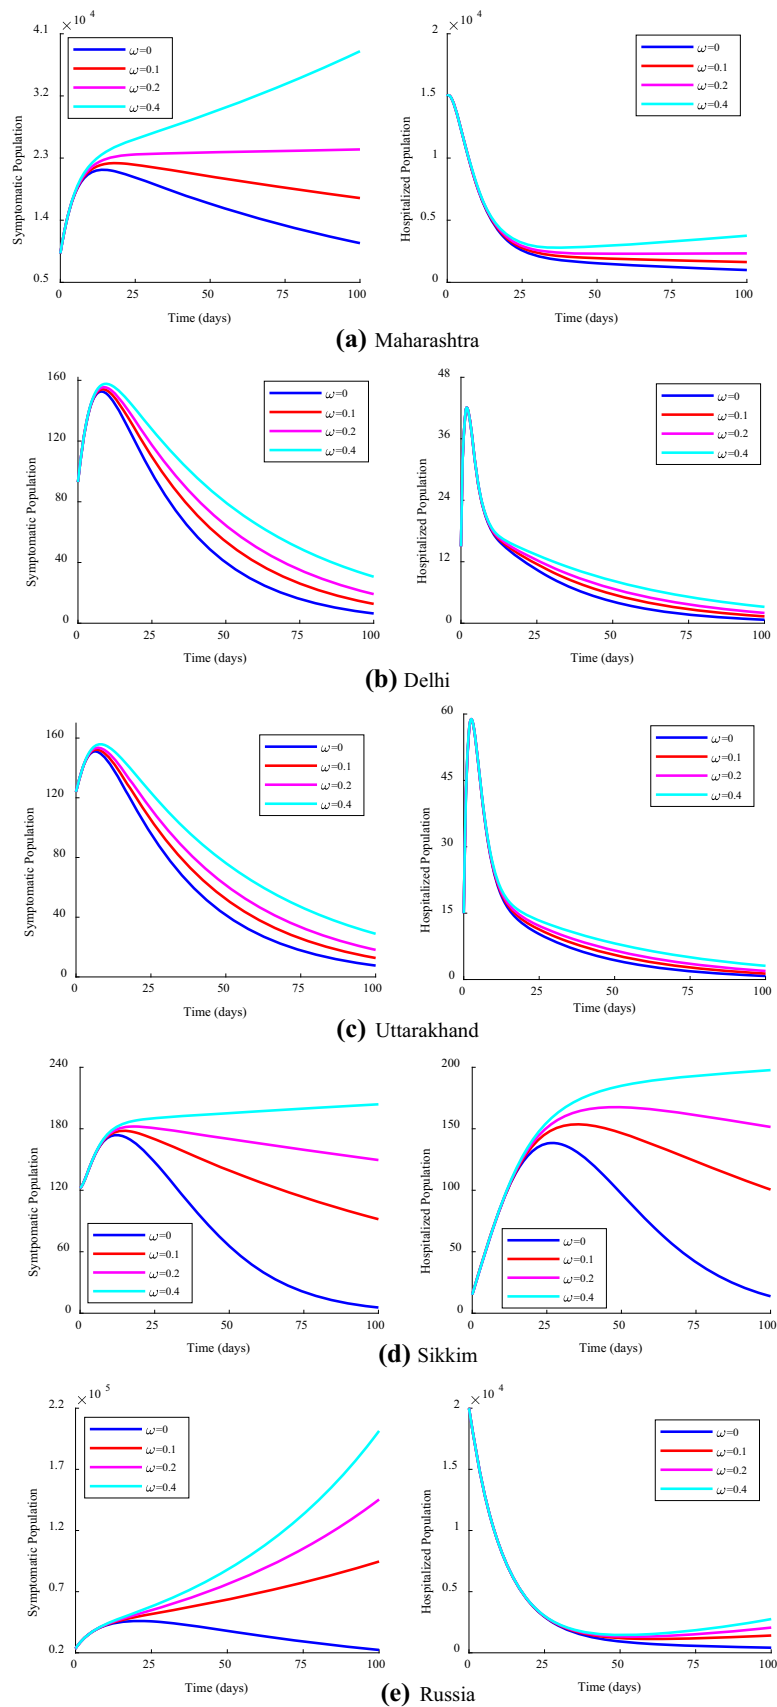 × 10 4
4.1
3.2
2.3
1.4
0.5
Symptomatic Population
ω=0
ω=0.1
ω=0.2
ω=0.4
0 25 50 75 100
Time (days)
× 10 4
2
1.5
1
0.5
0
Hospitalized Population
ω=0
ω=0.1
ω=0.2
ω=0.4
0 25 50 75 100
Time (days)
(a) Maharashtra
160
120
80
40
0
Symptomatic Population
ω=0
ω=0.1
ω=0.2
ω=0.4
0 25 50 75 100
Time (days)
48
36
24
12
0
Hospitalized Population
ω=0
ω=0.1
ω=0.2
ω=0.4
0 25 50 75 100
Time (days)
(b) Delhi
160
120
80
40
0
Symptomatic Population
ω=0
ω=0.1
ω=0.2
ω=0.4
0 25 50 75 100
Time (days)
60
45
30
15
0
Hospitalized Population
ω=0
ω=0.1
ω=0.2
ω=0.4
0 25 50 75 100
Time (days)
(c) Uttarakhand
240
180
120
60
0
Symtpomatic Population
ω=0
ω=0.1
ω=0.2
ω=0.4
0 25 50 75 100
Time (days)
200
150
100
50
0
Hospitalized Population
ω=0
ω=0.1
ω=0.2
ω=0.4
0 25 50 75 100
Time (days)
(d) Sikkim
× 10 5
2.2
1.7
1.2
0.7
0.2
Symptomatic Population
ω=0
ω=0.1
ω=0.2
ω=0.4
0 25 50 75 100
Time (days)
× 10 4
2
1.5
1
0.5
0
Hospitalized Population
ω=0
ω=0.1
ω=0.2
ω=0.4
0 25 50 75 100
Time (days)
(e) Russia